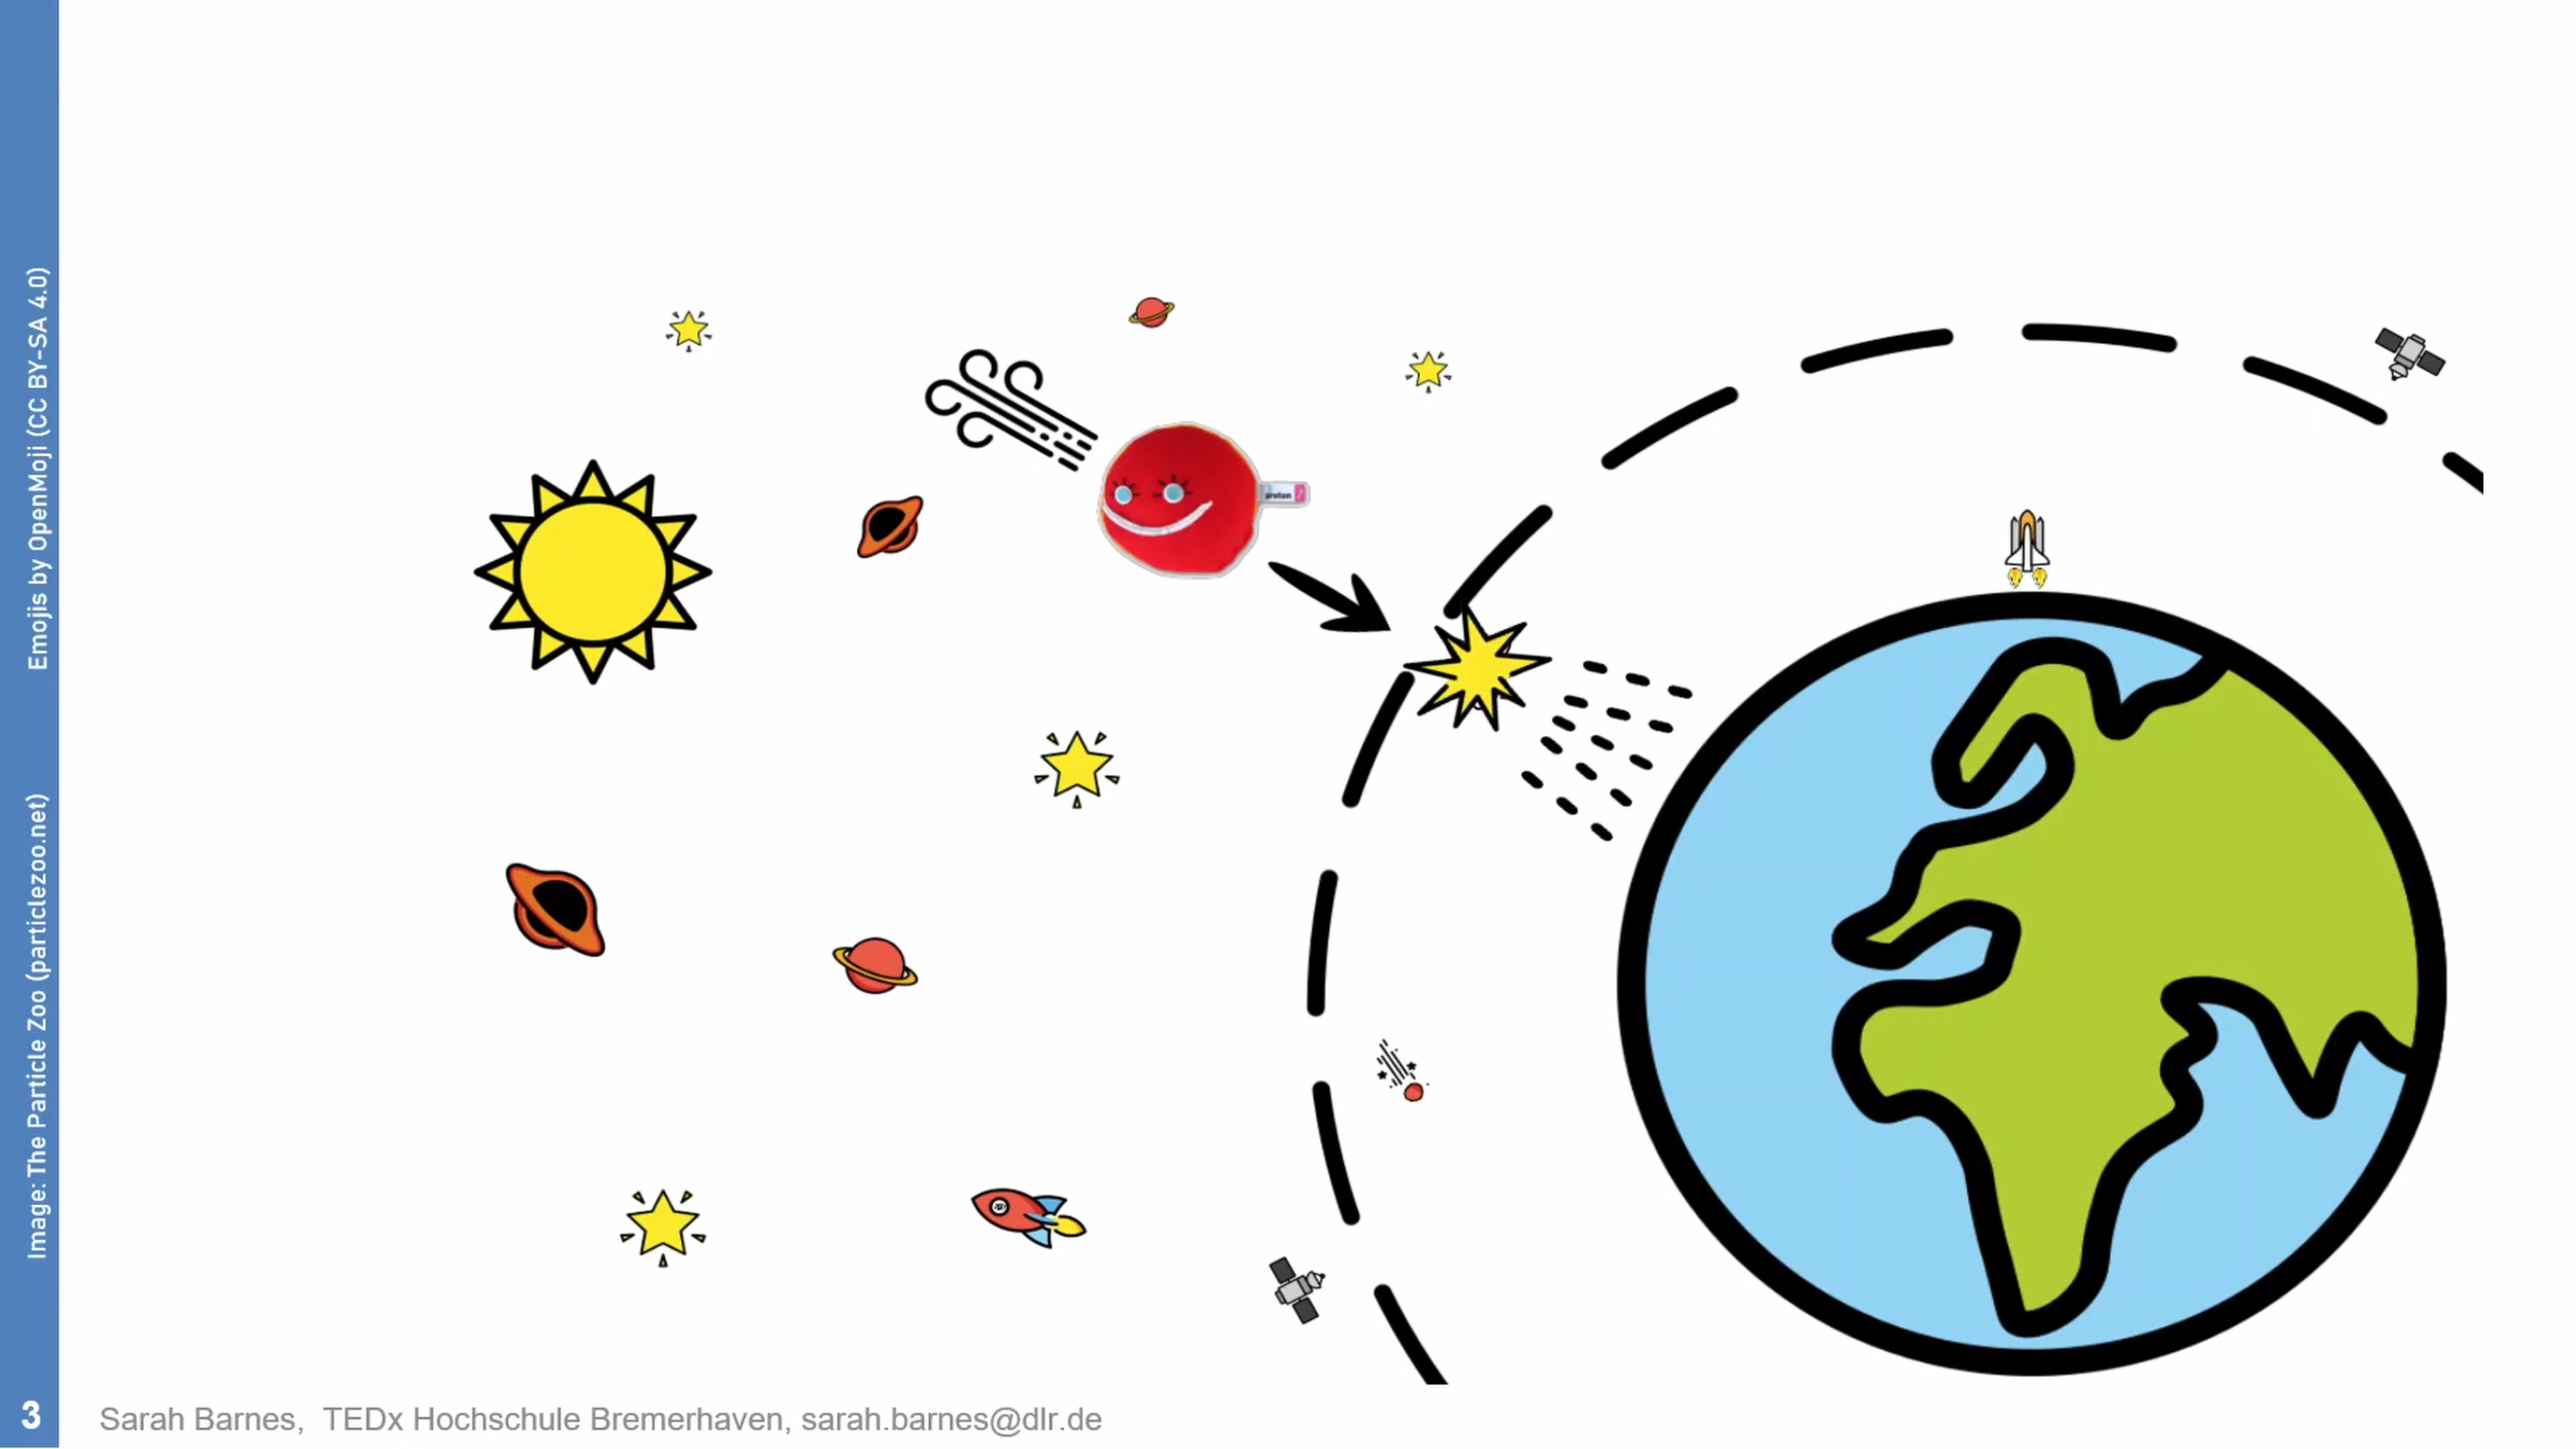 Emojis by OpenMoji (CC BY-SA 4.0)
Image: The Particle Zoo (particlezoo.net)
proton
3
Sarah Barnes, TEDx Hochschule Bremerhaven, sarah.barnes@dlr.de